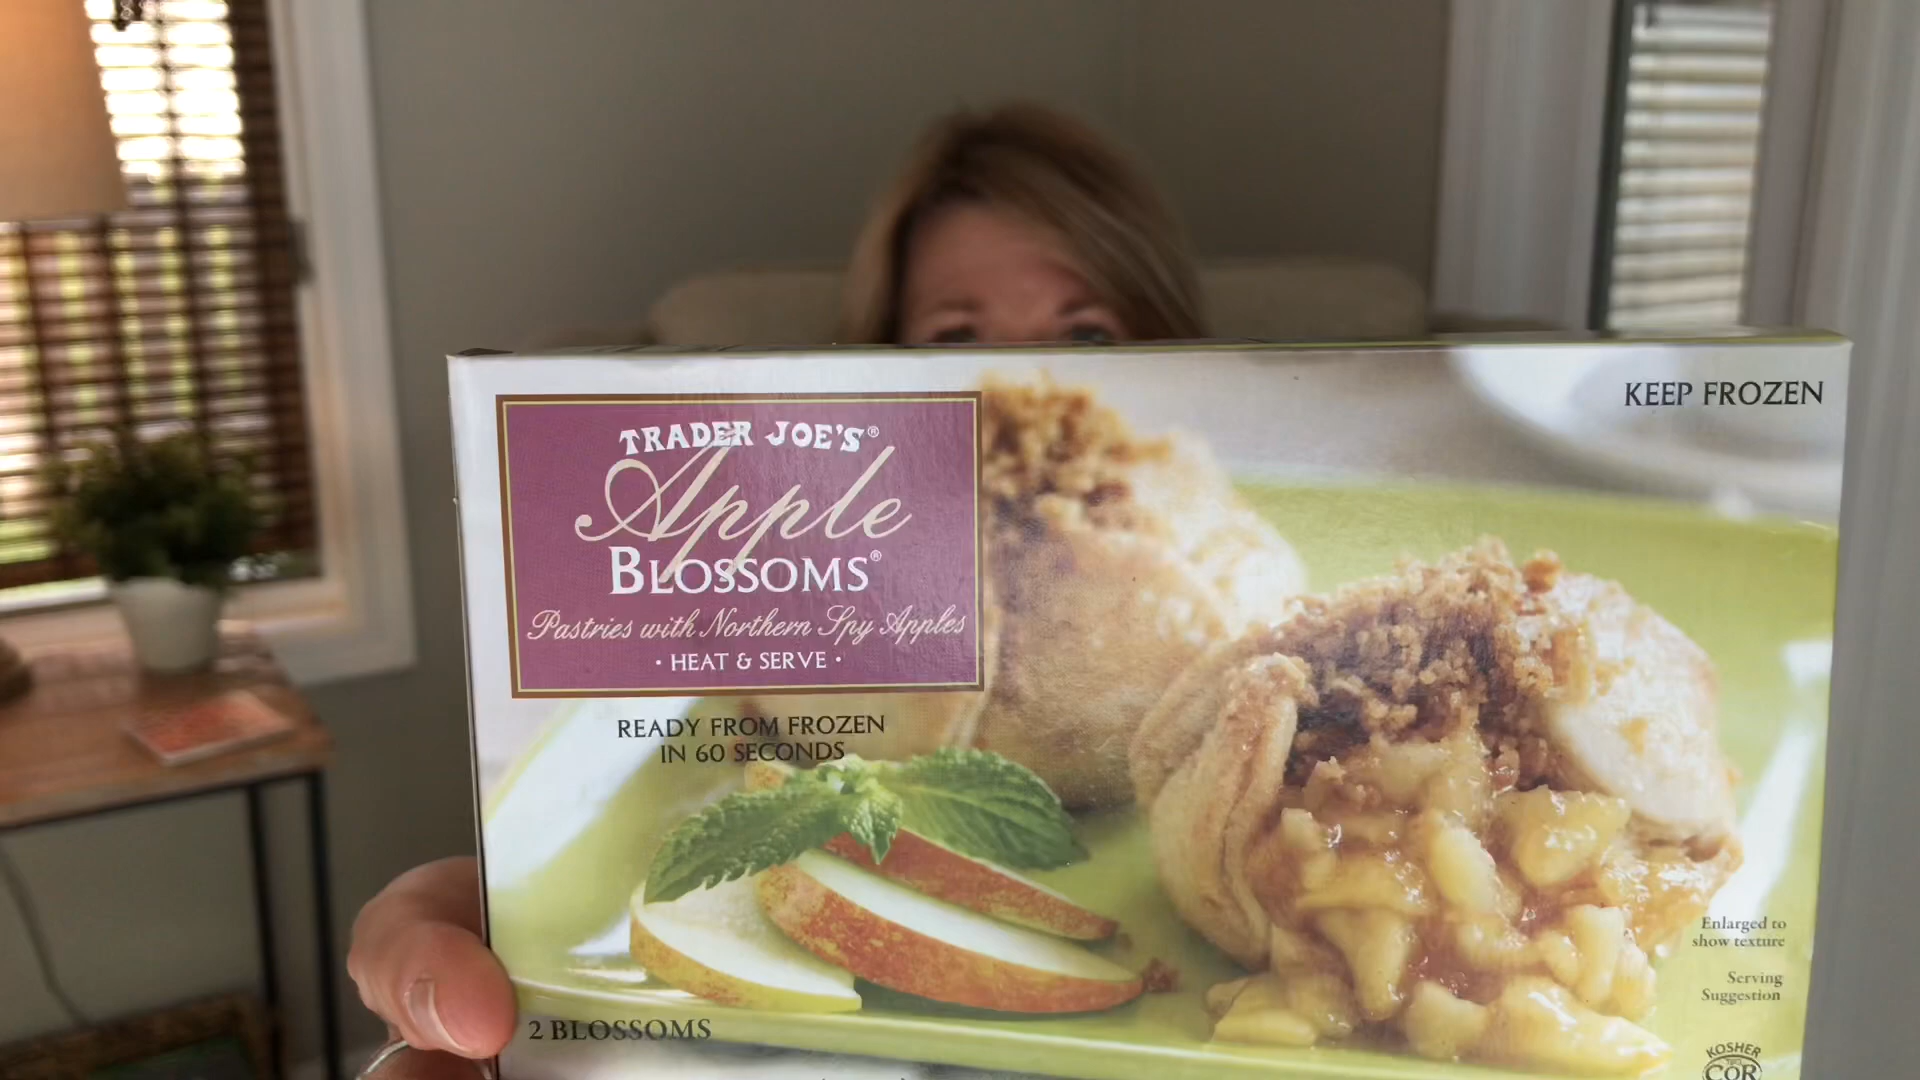 KEEP FROZEN
TRADER JOE'S®
Apple
BLOSSOMS®
Pastries with Northern Spy Apples
· HEAT & SERVE ·
READY FROM FROZEN
IN 60 SECONDS
Enlarged to
show texture
Serving
Suggestion
2 BLOSSOMS
KOSHER
COR